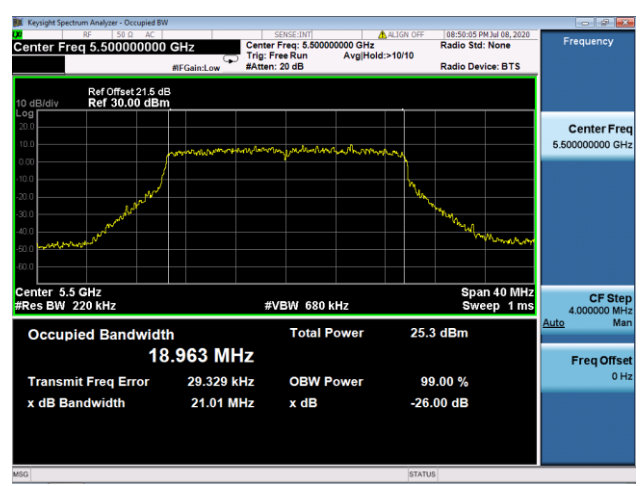 Keysight Spectrum Analyzer - Occupied BW
RF 50 Ω AC SENSE:INT ALIGN OFF 08:50:05 PM Jul 08, 2020
Center Freq 5.500000000 GHz Center Freq: 5.500000000 GHz Radio Std: None
Trig: Free Run Avg|Hold:>10/10
#IFGain:Low #Atten: 20 dB Radio Device: BTS
Frequency
Ref Offset 21.5 dB
10 dB/div Ref 30.00 dBm
Log
20.0
10.0
0.00
-10.0
-20.0
-30.0
-40.0
-50.0
-60.0
Center Freq
5.500000000 GHz
Center 5.5 GHz Span 40 MHz
#Res BW 220 kHz #VBW 680 kHz Sweep 1 ms
CF Step
4.000000 MHz
Auto Man
Occupied Bandwidth Total Power 25.3 dBm
18.963 MHz
Transmit Freq Error 29.329 kHz OBW Power 99.00 %
x dB Bandwidth 21.01 MHz x dB -26.00 dB
Freq Offset
0 Hz
MSG STATUS